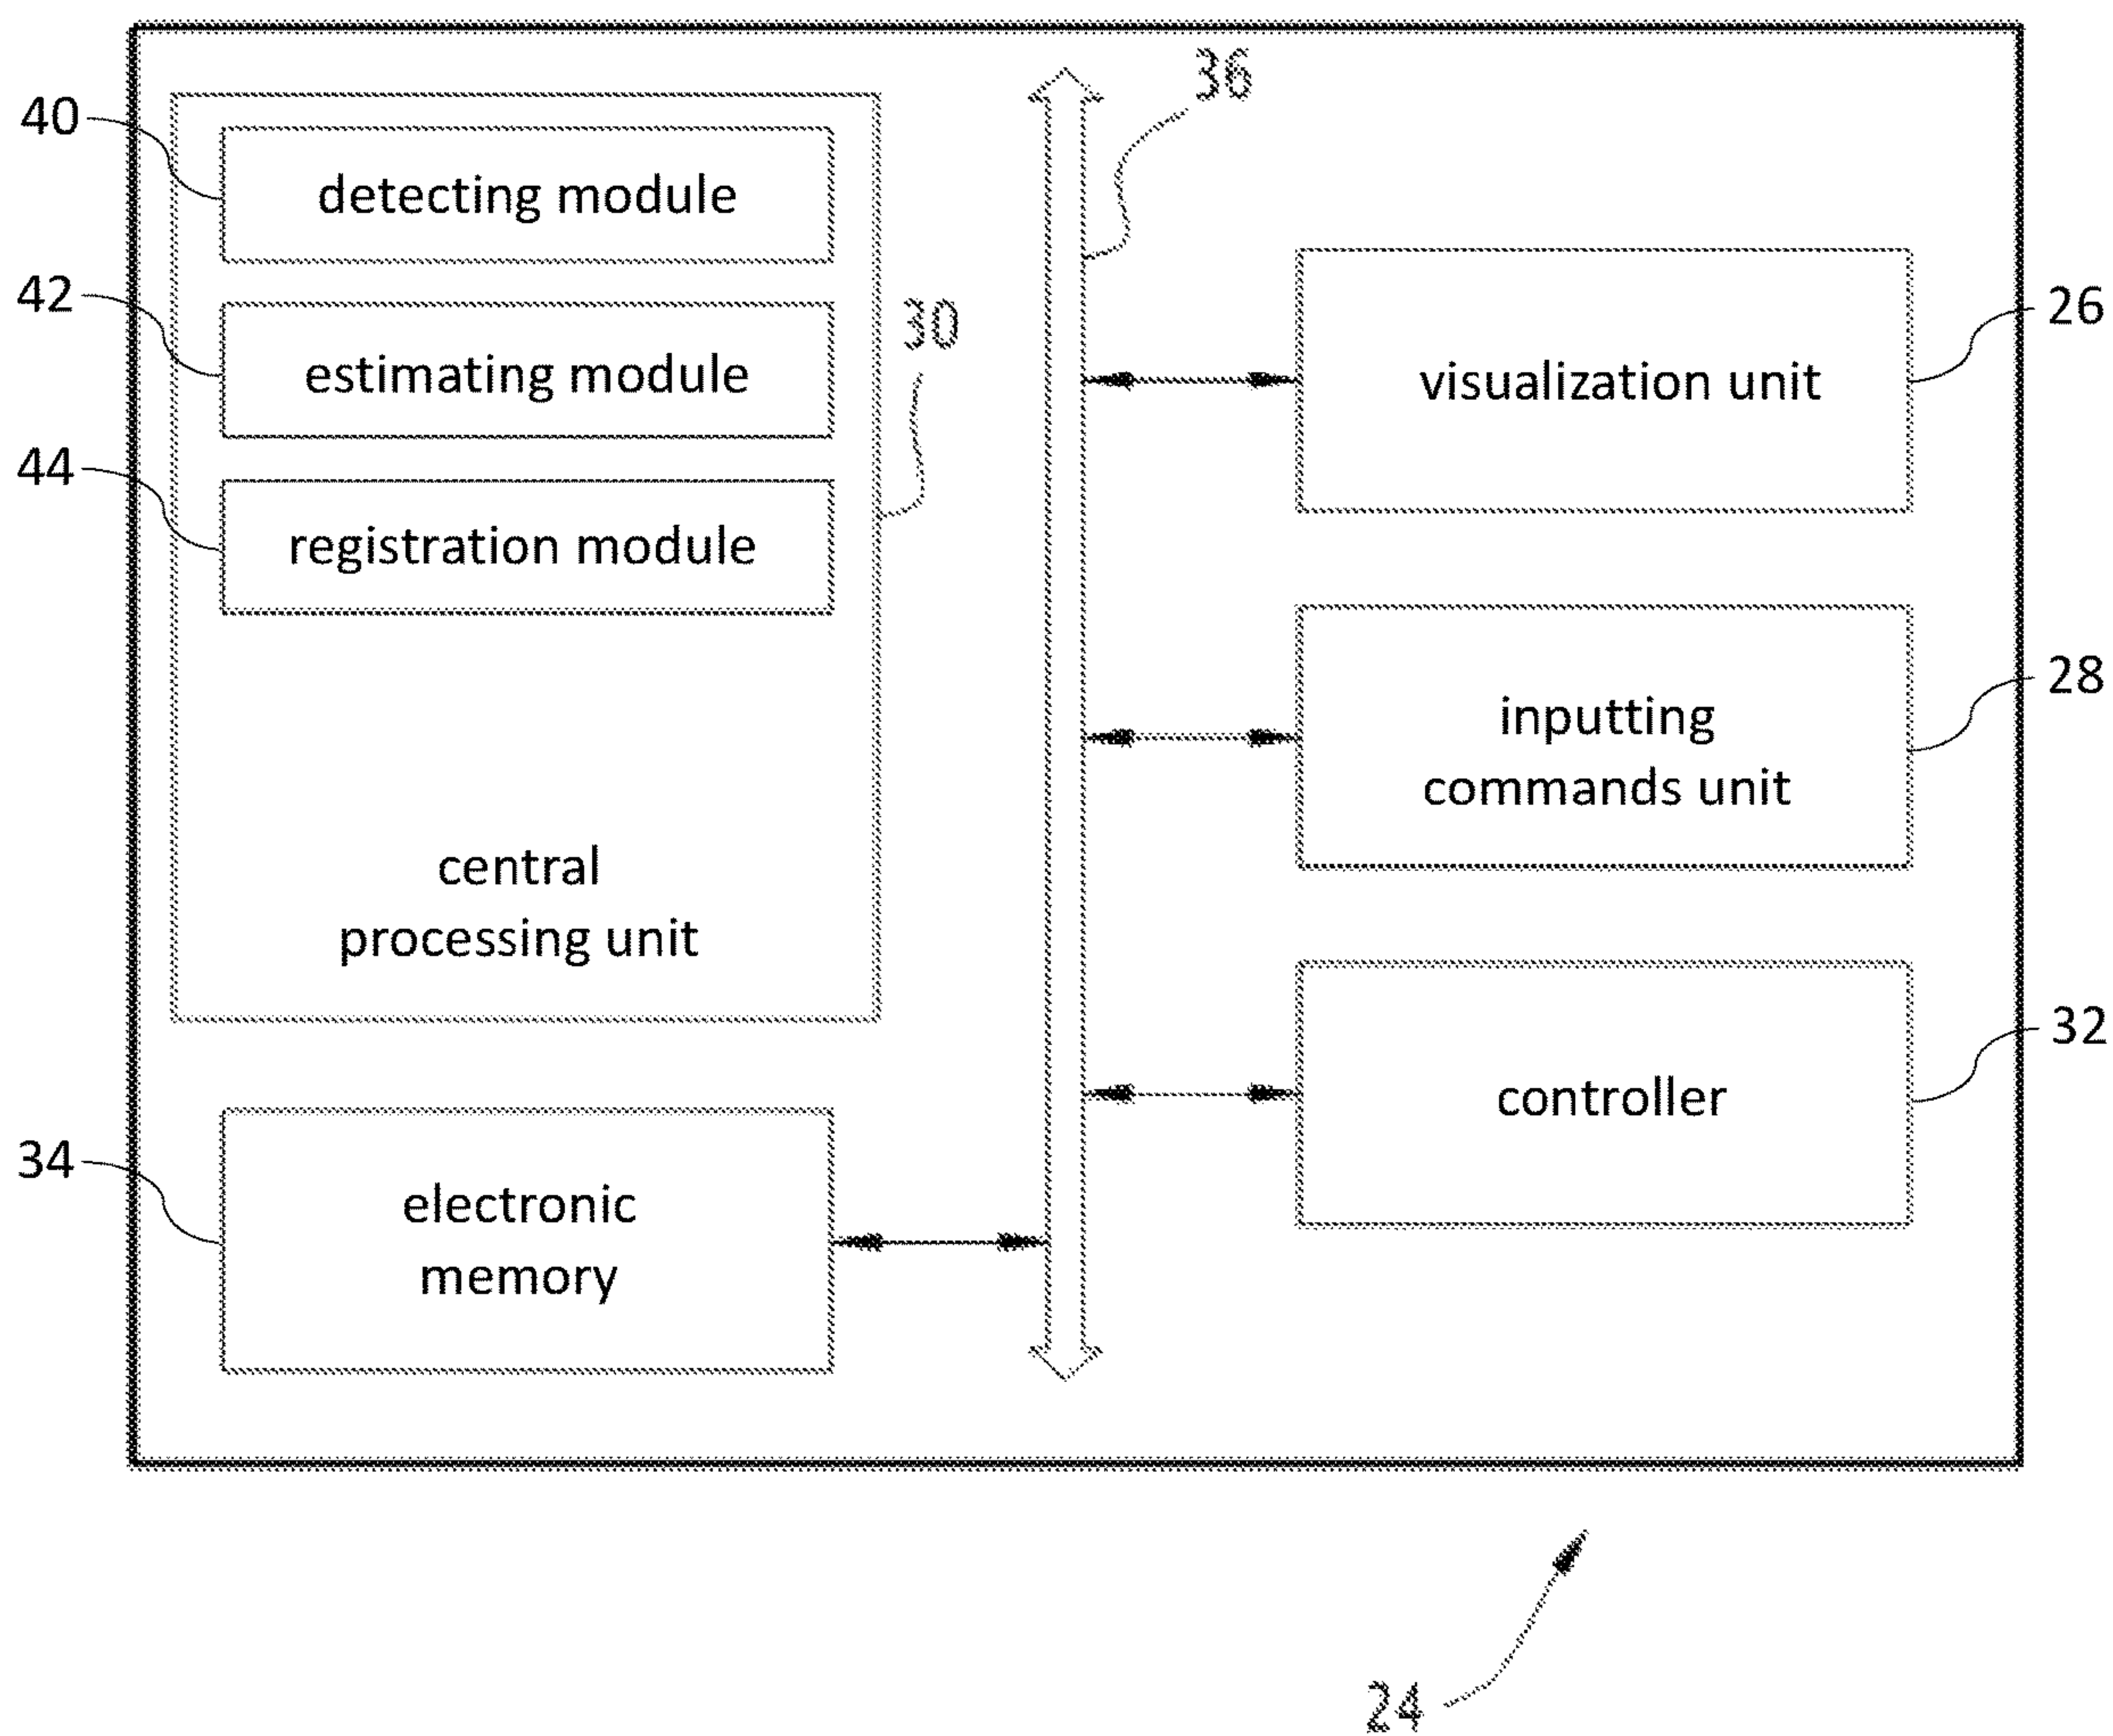 36
40
detecting module
42
30
26
estimating module
visualization unit
44
registration module
28
inputting
commands unit
central
processing unit
32
controller
34
electronic
memory
24